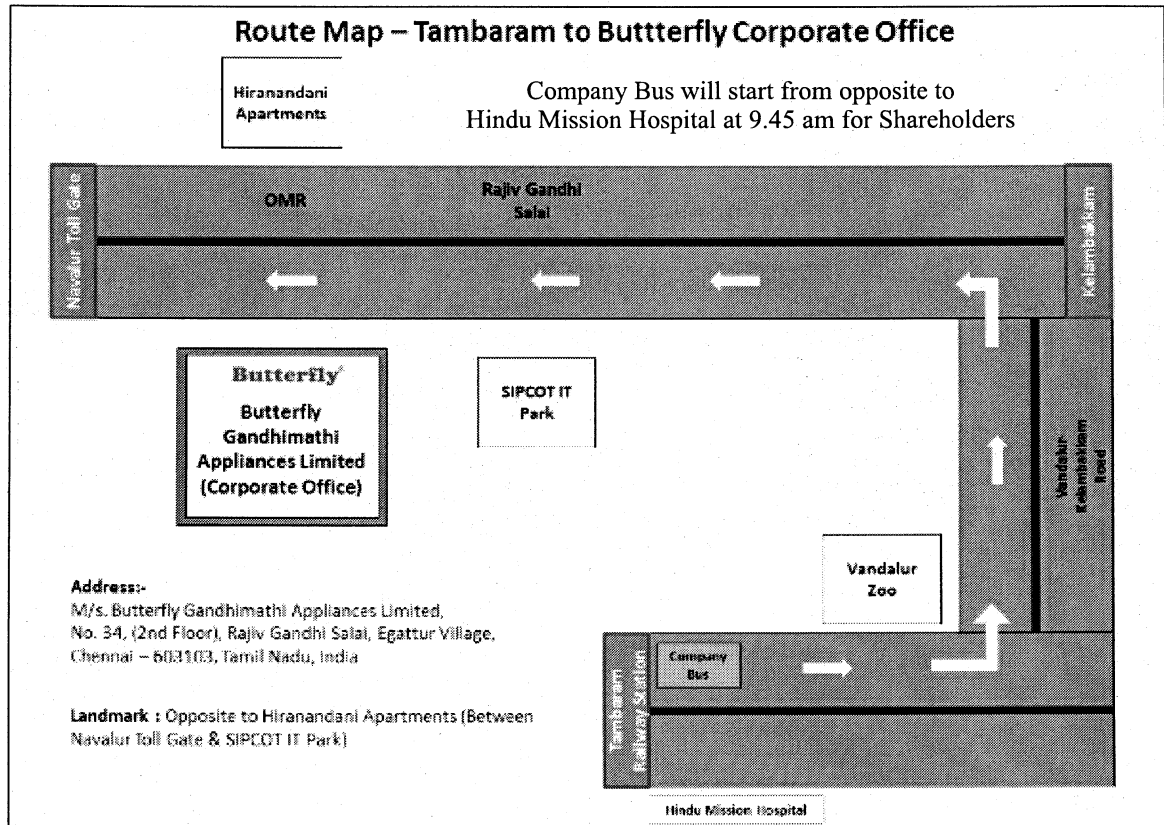 Route Map – Tambaram to Buttterfly Corporate Office
Hiranandani
Apartments
Company Bus will start from opposite to
Hindu Mission Hospital at 9.45 am for Shareholders
Navalur Toll Gate
OMR
Rajiv Gandhi
Salai
Kelambakkam
Butterfly
Butterfly
Gandhimathi
Appliances Limited
(Corporate Office)
SIPCOT IT
Park
Vandalur-
Kelambakkam
Road
Vandalur
Zoo
Address:-
M/s. Butterfly Gandhimathi Appliances Limited,
No. 34, (2nd Floor), Rajiv Gandhi Salai, Egattur Village,
Chennai – 603103, Tamil Nadu, India
Landmark : Opposite to Hiranandani Apartments (Between
Navalur Toll Gate & SIPCOT IT Park)
Tambaram
Railway Station
Company
Bus
Hindu Mission Hospital